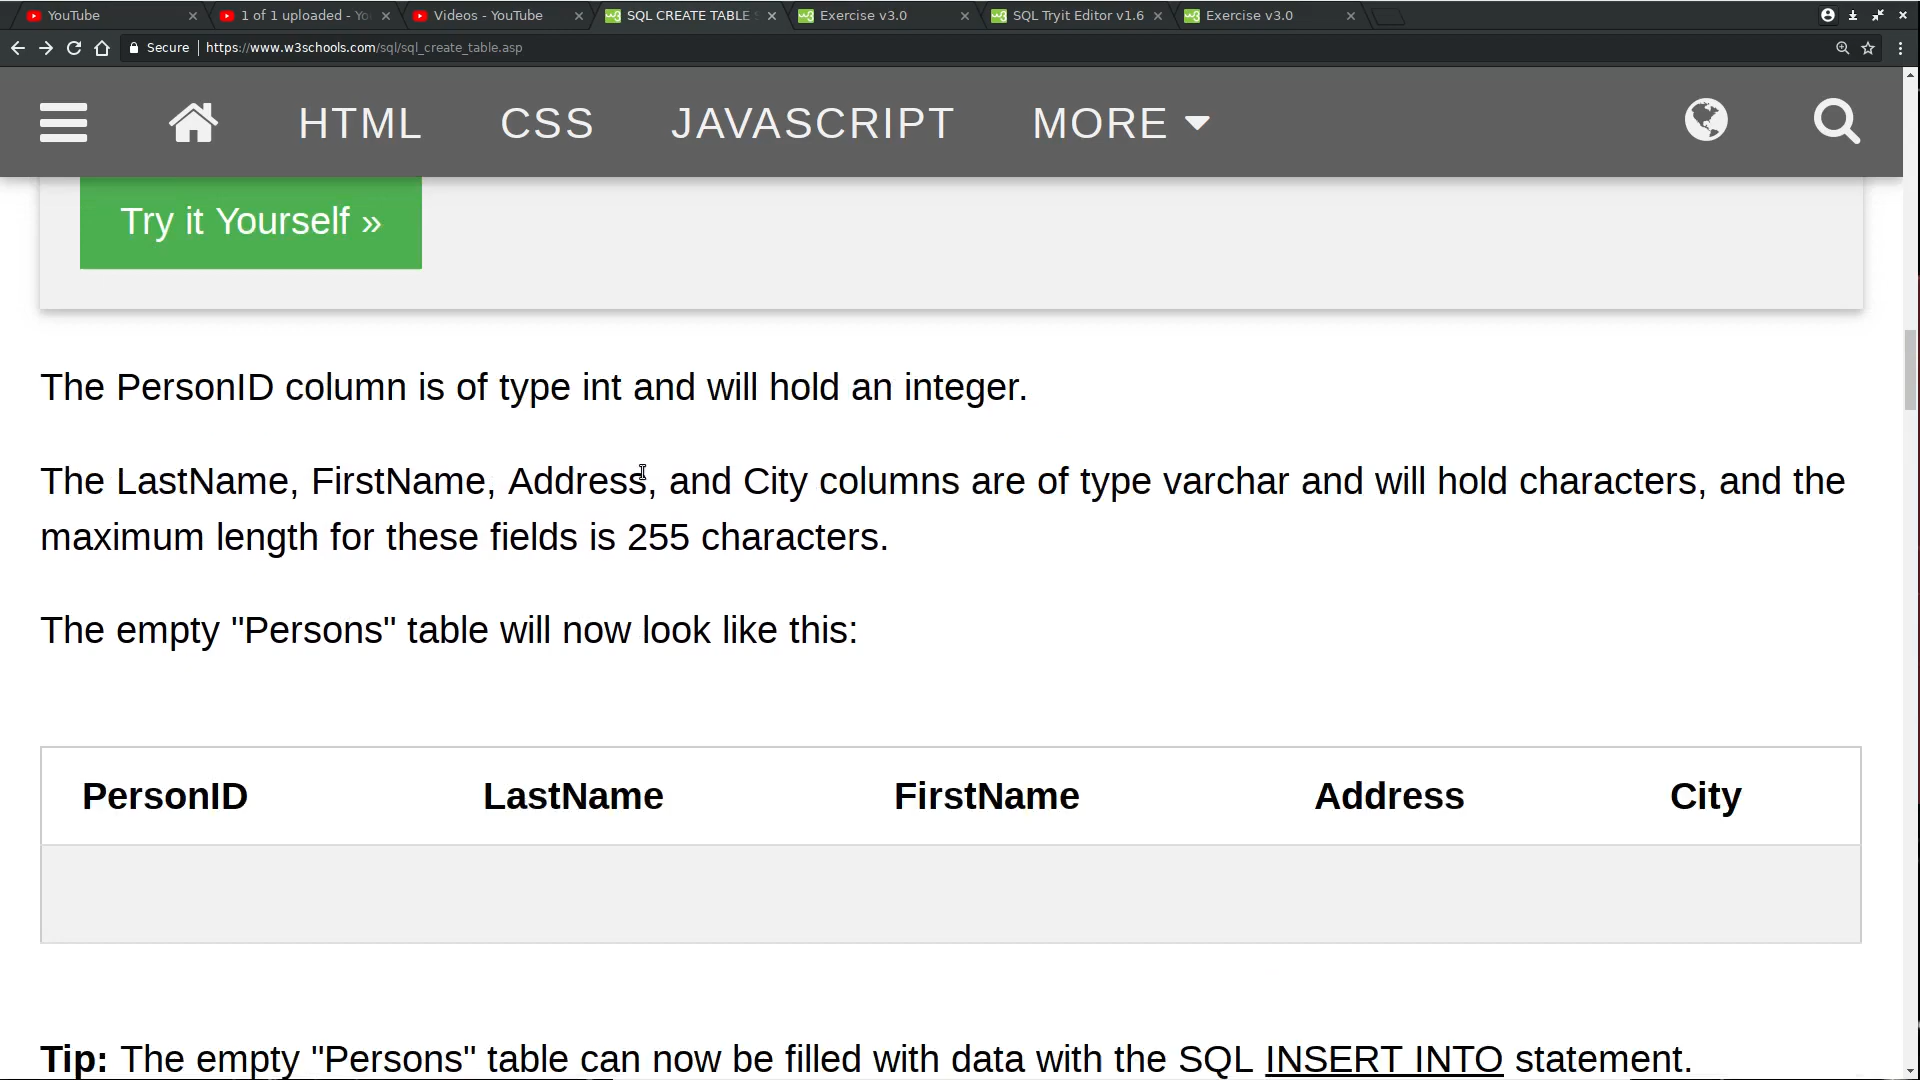 YouTube
1 of 1 uploaded - Yo
Videos - YouTube
SQL CREATE TABLE
Exercise v3.0
SQL Tryit Editor v1.6
Exercise v3.0
Secure
https://www.w3schools.com/sql/sql_create_table.asp
HTML CSS JAVASCRIPT MORE
Try it Yourself »
The PersonID column is of type int and will hold an integer.
The LastName, FirstName, Address, and City columns are of type varchar and will hold characters, and the
maximum length for these fields is 255 characters.
The empty "Persons" table will now look like this:
PersonID LastName FirstName Address City
Tip: The empty "Persons" table can now be filled with data with the SQL INSERT INTO statement.